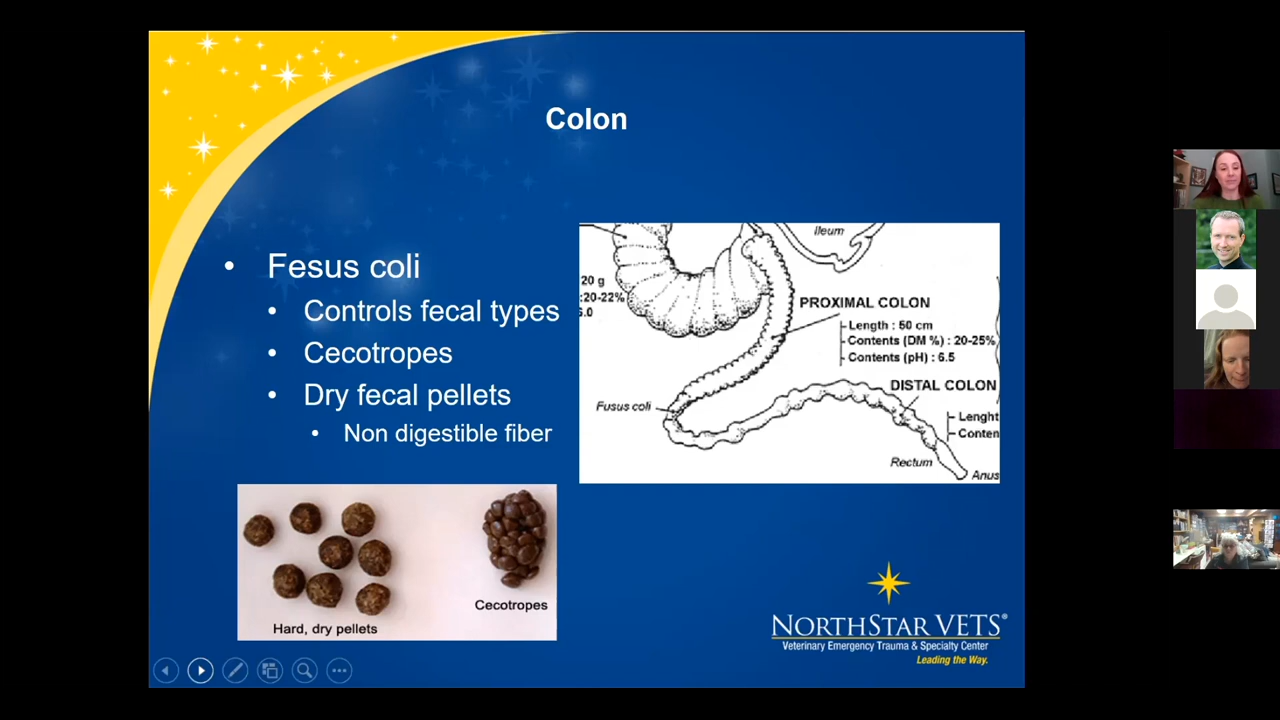 Colon
• Fesus coli
• Controls fecal types
• Cecotropes
• Dry fecal pellets
• Non digestible fiber
Ileum
20 g
:20-22%
6.0
PROXIMAL COLON
Length : 50 cm
Contents (DM %) : 20-25%
Contents (pH) : 6.5
DISTAL COLON
Lenght
Conten
Fusus coli
Rectum
Anus
Cecotropes
Hard, dry pellets
NORTHSTAR VETS®
Veterinary Emergency Trauma & Specialty Center
Leading the Way.